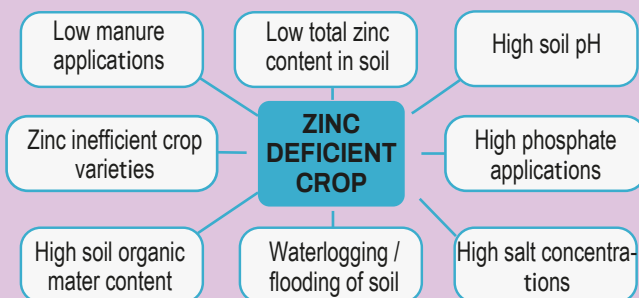 Low manure
applications
Low total zinc
content in soil
High soil pH
Zinc inefficient crop
varieties
ZINC
DEFICIENT
CROP
High phosphate
applications
High soil organic
mater content
Waterlogging /
flooding of soil
High salt concentra-
tions